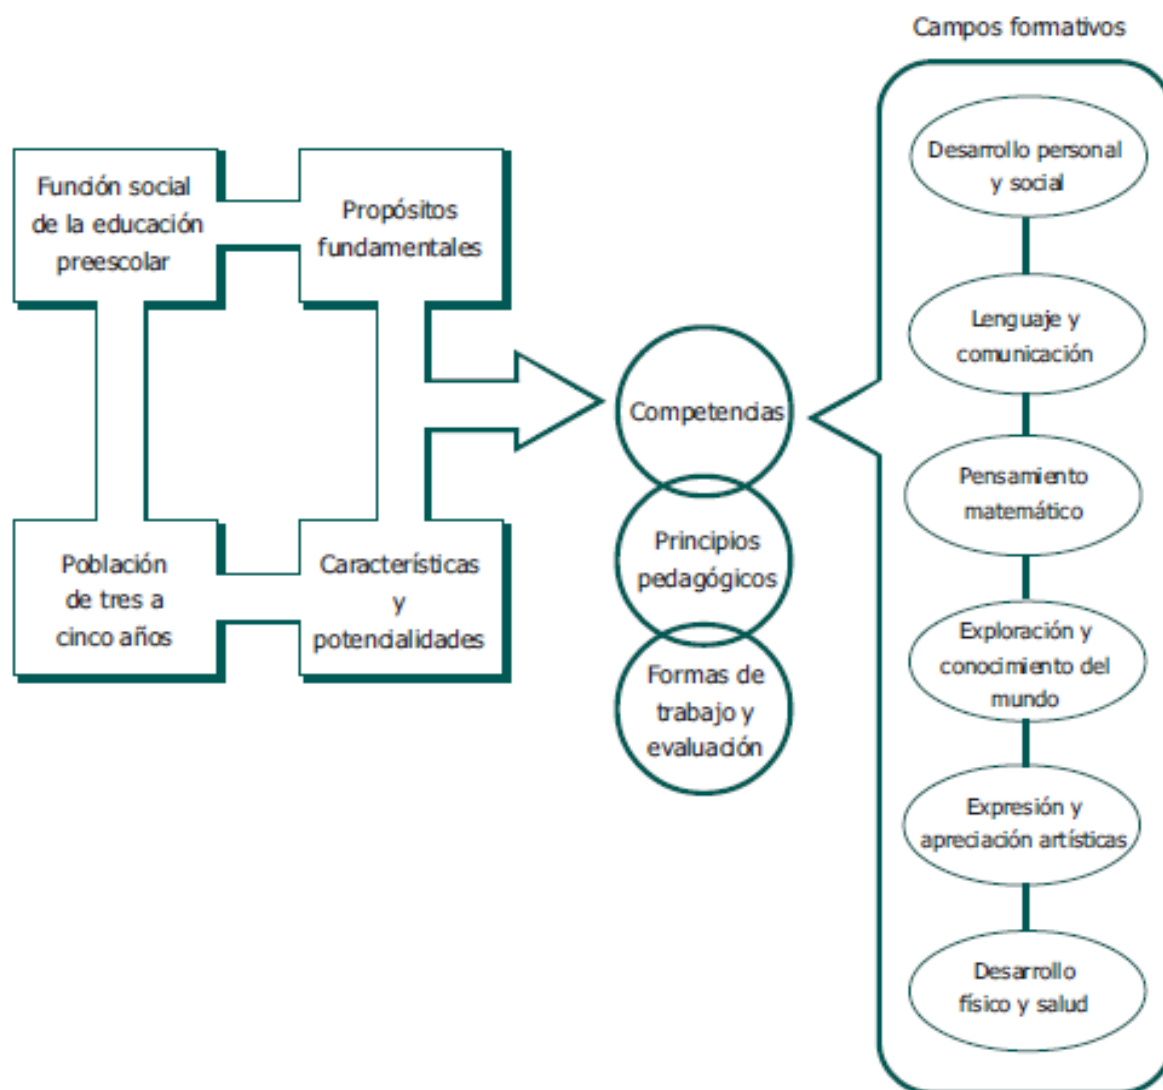 Campos formativos
Función social
de la educación
preescolar
Propósitos
fundamentales
Población
de tres a
cinco años
Características
y
potencialidades
Competencias
Principios
pedagógicos
Formas de
trabajo y
evaluación
Desarrollo personal
y social
Lenguaje y
comunicación
Pensamiento
matemático
Exploración y
conocimiento del
mundo
Expresión y
apreciación artísticas
Desarrollo
físico y salud